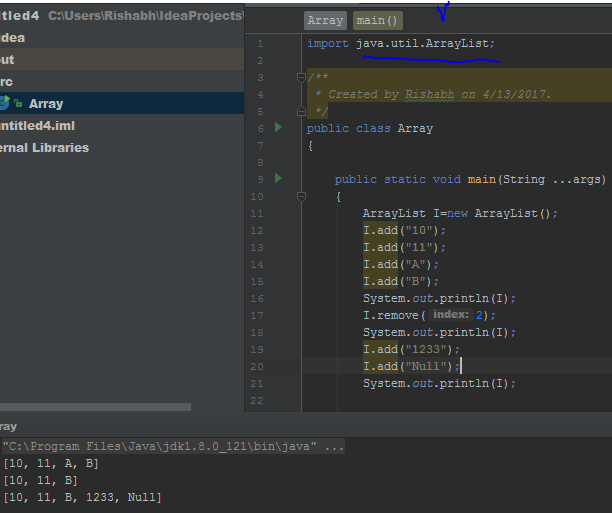 ntitled4 C:\Users\Rishabh\IdeaProjects\
idea
out
rc
Array
untitled4.iml
ernal Libraries
Array main()
1 import java.util.ArrayList;
2
3 /**
4 * Created by Rishabh on 4/13/2017.
5 */
6 public class Array
7 {
8
9 public static void main(String ...args)
10 {
11 ArrayList I=new ArrayList();
12 I.add("10");
13 I.add("11");
14 I.add("A");
15 I.add("B");
16 System.out.println(I);
17 I.remove( index: 2);
18 System.out.println(I);
19 I.add("1233");
20 I.add("Null");
21 System.out.println(I);
22
ray
"C:\Program Files\Java\jdk1.8.0_121\bin\java" ...
[10, 11, A, B]
[10, 11, B]
[10, 11, B, 1233, Null]